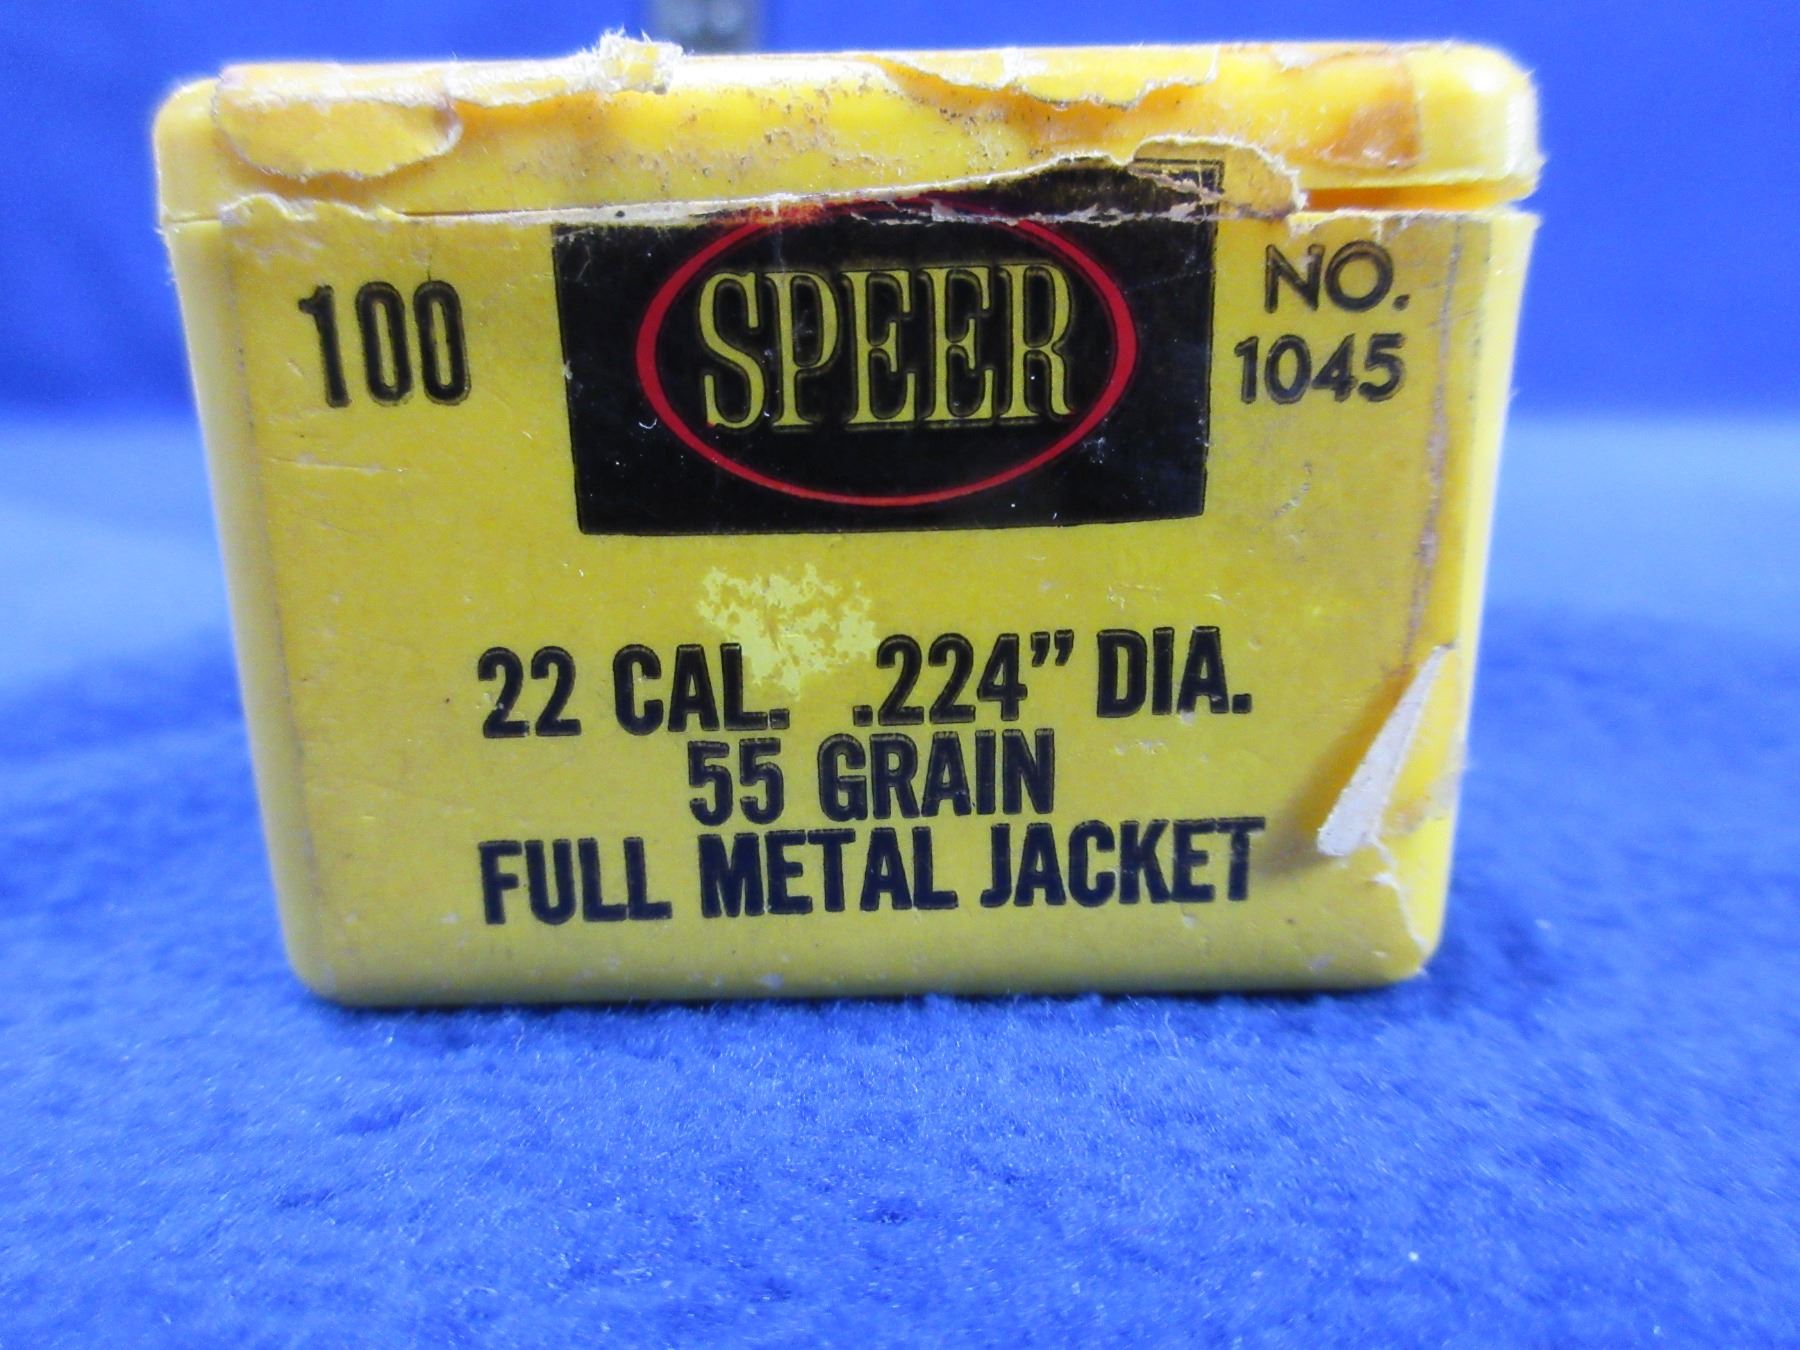 100
SPEER
NO.
1045
22 CAL. .224” DIA.
55 GRAIN
FULL METAL JACKET